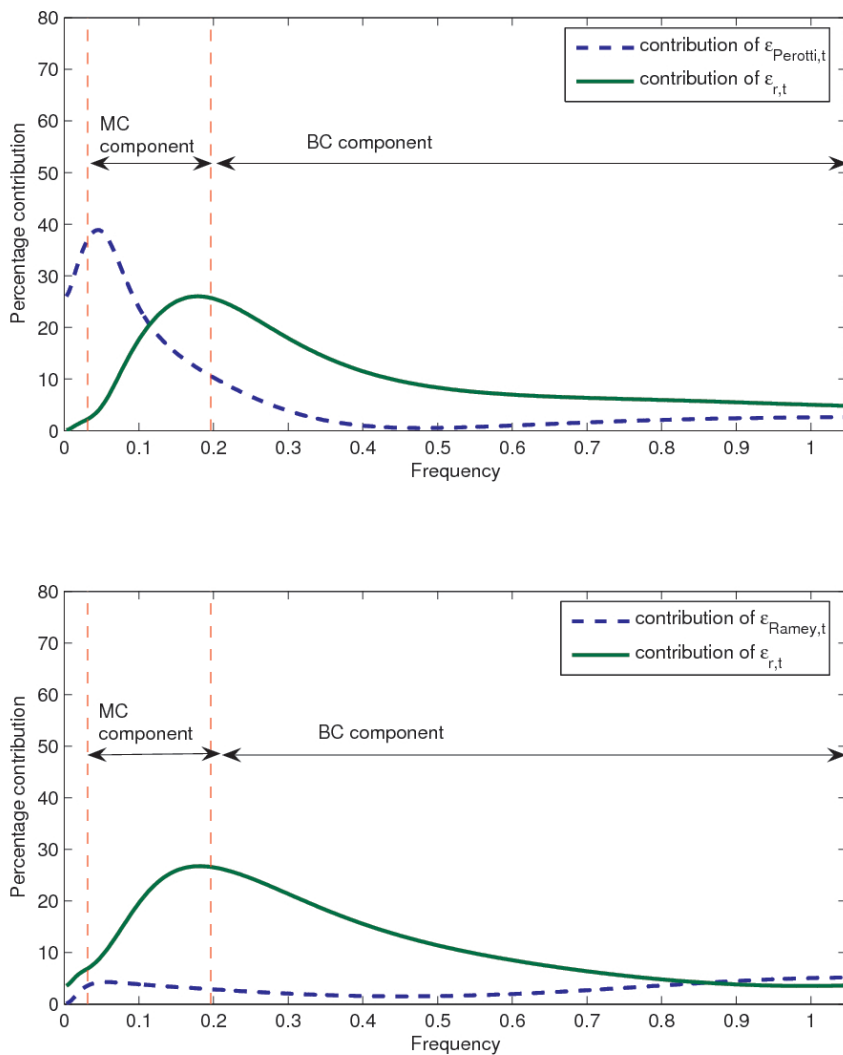 80
contribution of ε_Perotti,t
70
contribution of ε_r,t
60
MC
component
BC component
50
40
30
20
10
0
Percentage contribution
0 0.1 0.2 0.3 0.4 0.5 0.6 0.7 0.8 0.9 1
Frequency
80
contribution of ε_Ramey,t
70
contribution of ε_r,t
60
MC
component
BC component
50
40
30
20
10
0
Percentage contribution
0 0.1 0.2 0.3 0.4 0.5 0.6 0.7 0.8 0.9 1
Frequency